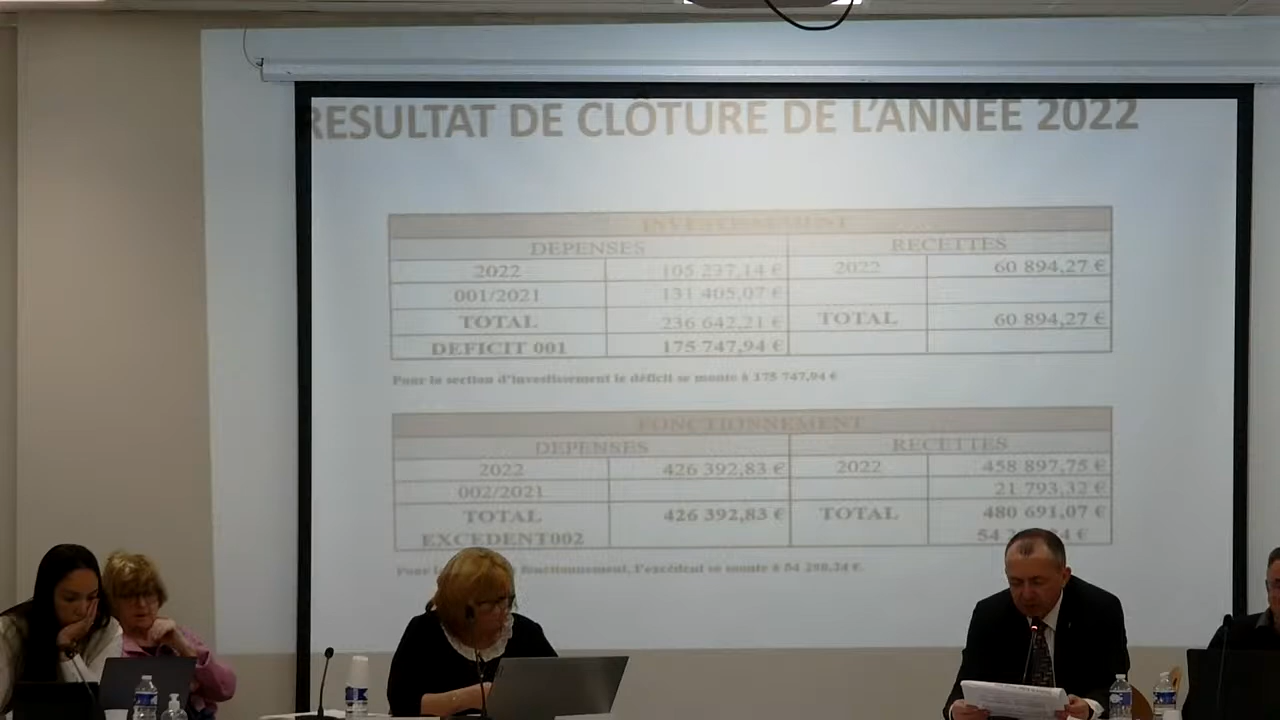 RESULTAT DE CLÔTURE DE L'ANNÉE 2022
INVESTISSEMENT
DEPENSES RECETTES
2022 105 237,14 € 2022 60 894,27 €
001/2021 131 405,07 €
TOTAL 236 642,21 € TOTAL 60 894,27 €
DEFICIT 001 175 747,94 €
Pour la section d'investissement le déficit se monte à 175 747,94 €
FONCTIONNEMENT
DEPENSES RECETTES
2022 426 392,83 € 2022 458 897,75 €
002/2021 21 793,32 €
TOTAL 426 392,83 € TOTAL 480 691,07 €
EXCEDENT002 54 €
Pour fonctionnement, l'excédent se monte à 54 298,24 €.